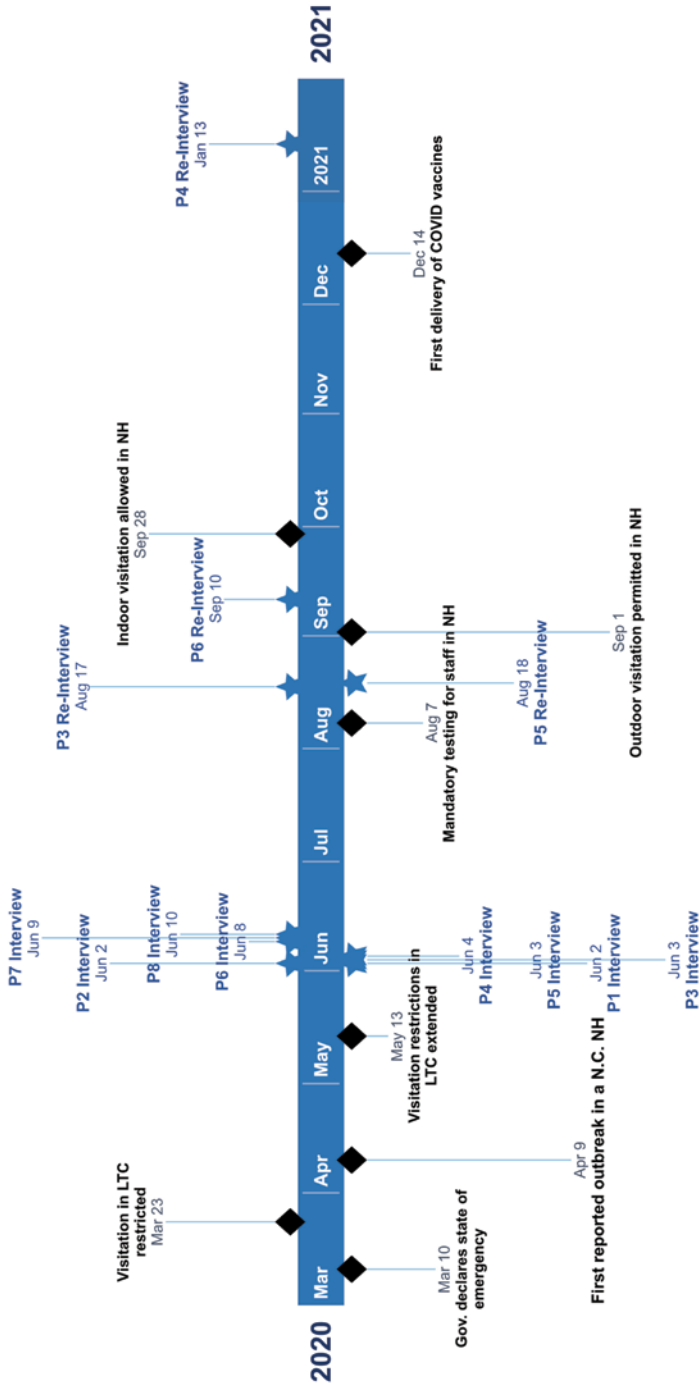 P7 Interview
Jun 9
P3 Re-Interview
Aug 17
P2 Interview
Jun 2
Visitation in LTC
restricted
Mar 23
P8 Interview
Jun 10
Indoor visitation allowed in NH
Sep 28
P4 Re-Interview
Jan 13
P6 Interview
Jun 8
P6 Re-Interview
Sep 10
2020
Mar
Apr
May
Jun
Jul
Aug
Sep
Oct
Nov
Dec
2021
2021
Mar 10
Gov. declares state of
emergency
May 13
Visitation restrictions in
LTC extended
Aug 7
Mandatory testing for staff in NH
Dec 14
First delivery of COVID vaccines
Jun 4
P4 Interview
Jun 3
P5 Interview
Aug 18
P5 Re-Interview
Apr 9
First reported outbreak in a N.C. NH
Jun 2
P1 Interview
Sep 1
Outdoor visitation permitted in NH
Jun 3
P3 Interview